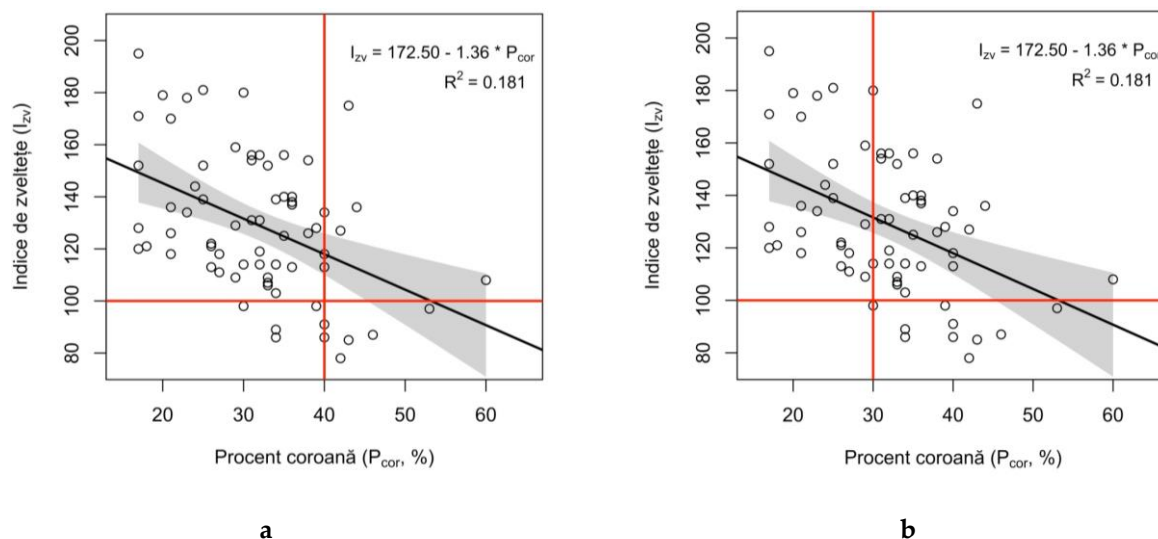 Indice de zveltețe (Izv)
200
180
160
140
120
100
80
Izv = 172.50 - 1.36 * Pcor
R² = 0.181
20 30 40 50 60
Procent coroană (Pcor, %)
a
Indice de zveltețe (Izv)
200
180
160
140
120
100
80
Izv = 172.50 - 1.36 * Pcor
R² = 0.181
20 30 40 50 60
Procent coroană (Pcor, %)
b